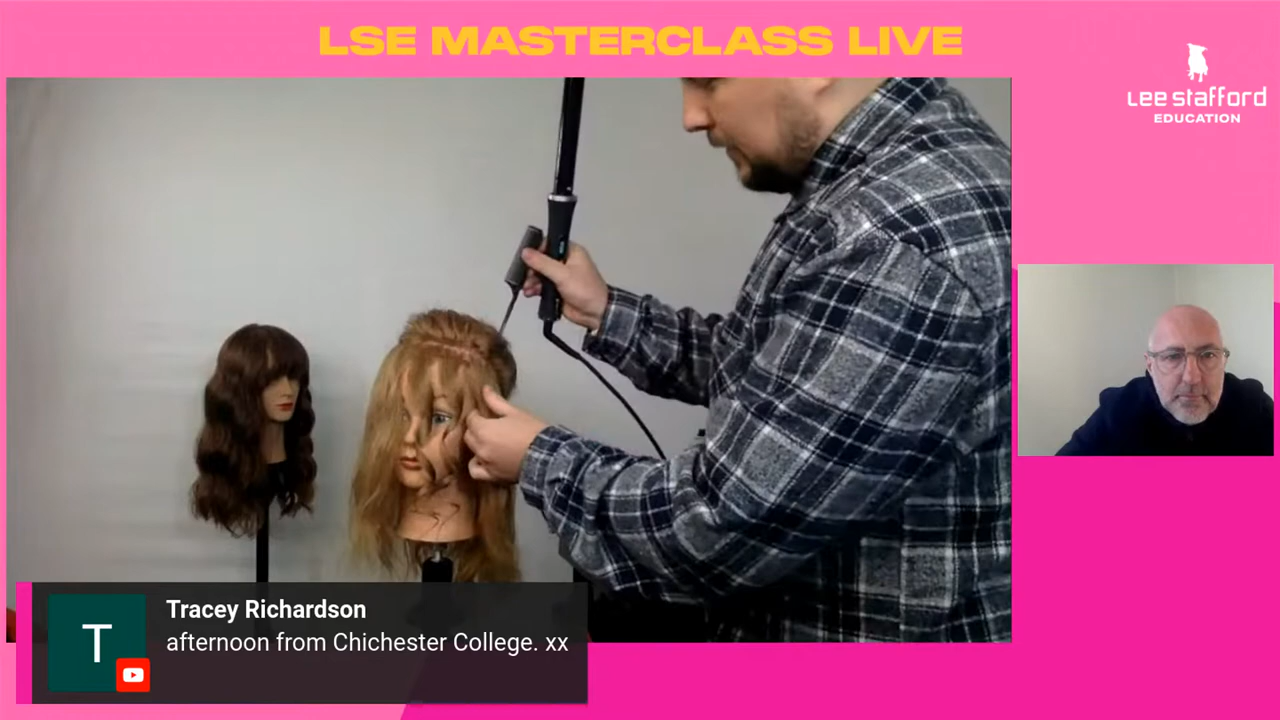 LSE MASTERCLASS LIVE
Lee Stafford
EDUCATION
Tracey Richardson
T
afternoon from Chichester College. xx